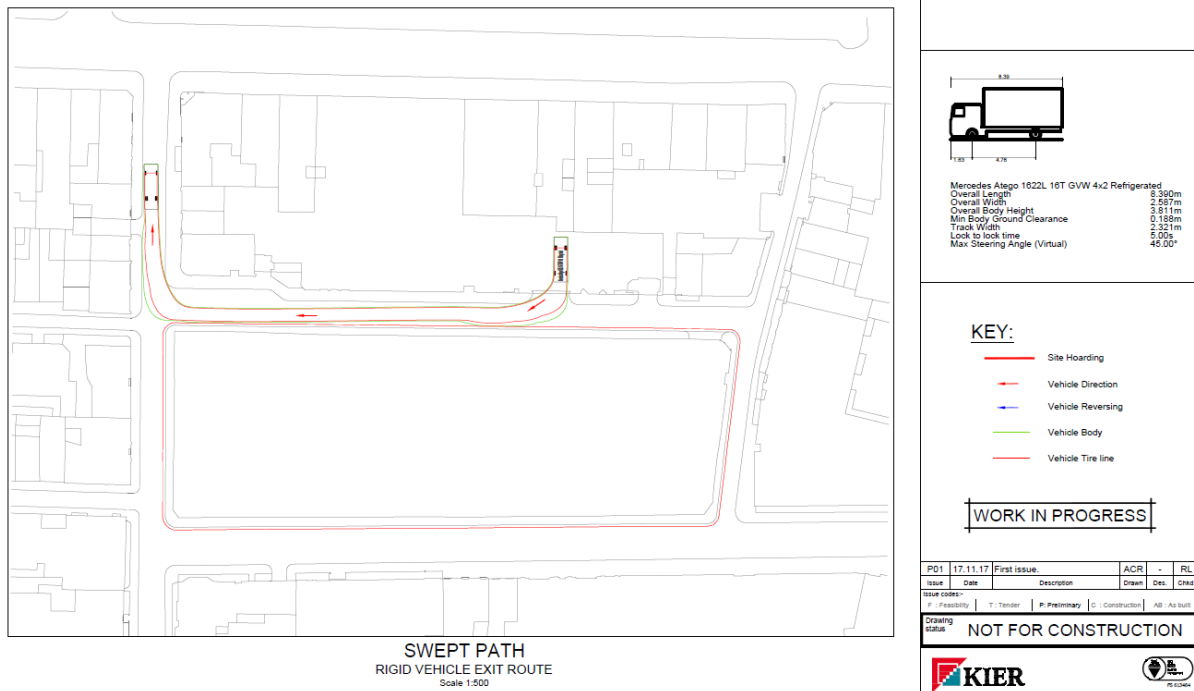 SWEPT PATH
RIGID VEHICLE EXIT ROUTE
Scale 1:500
8.39
1.63 4.76
Mercedes Atego 1622L 16T GVW 4x2 Refrigerated
Overall Length 8.390m
Overall Width 2.587m
Overall Body Height 3.811m
Min Body Ground Clearance 0.188m
Track Width 2.321m
Lock to lock time 5.00s
Max Steering Angle (Virtual) 45.00°
KEY:
Site Hoarding
Vehicle Direction
Vehicle Reversing
Vehicle Body
Vehicle Tire line
WORK IN PROGRESS
P01 17.11.17 First issue. ACR - RL
Issue Date Description Drawn Des. Chkd
Issue codes:-
F : Feasibility T : Tender P: Preliminary C : Construction AB : As built
Drawing status NOT FOR CONSTRUCTION
KIER